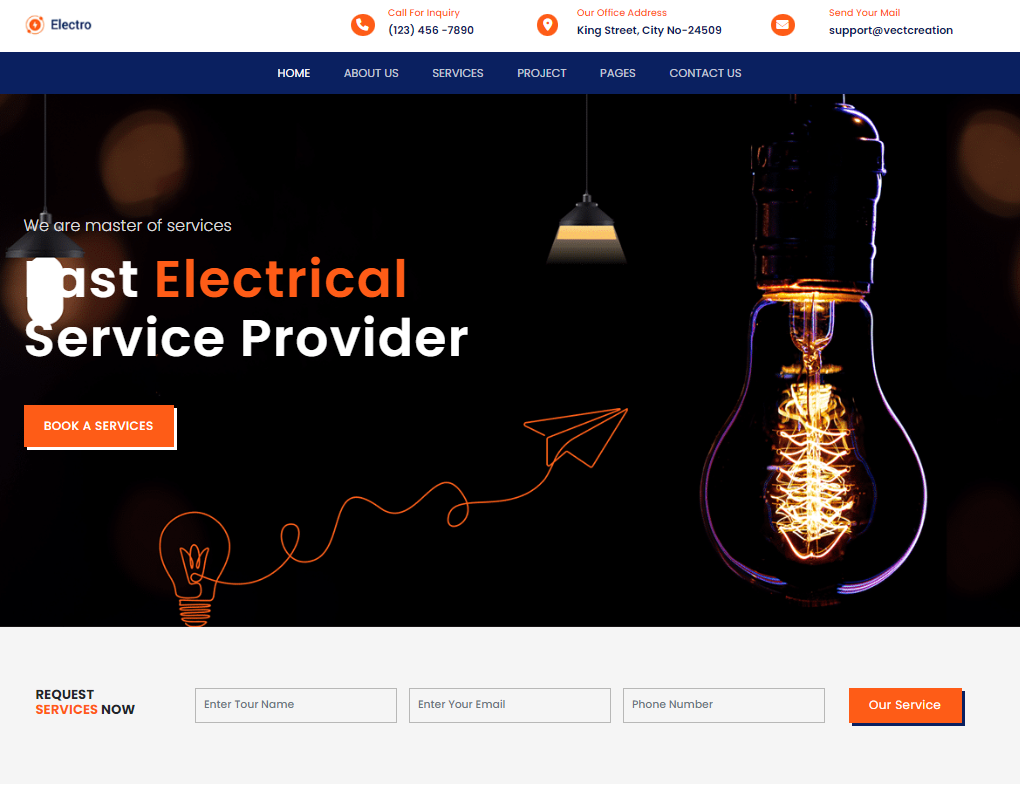 Electro
Call For Inquiry
(123) 456 -7890
Our Office Address
King Street, City No-24509
Send Your Mail
support@vectcreation
HOME ABOUT US SERVICES PROJECT PAGES CONTACT US
We are master of services
Fast Electrical
Service Provider
BOOK A SERVICES
REQUEST
SERVICES NOW
Enter Tour Name
Enter Your Email
Phone Number
Our Service